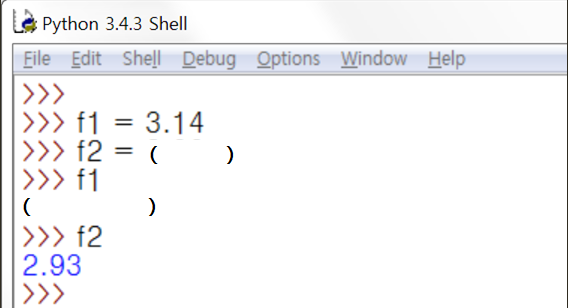 Python 3.4.3 Shell
File Edit Shell Debug Options Window Help
>>>
>>> f1 = 3.14
>>> f2 = (        )
>>> f1
(            )
>>> f2
2.93
>>>